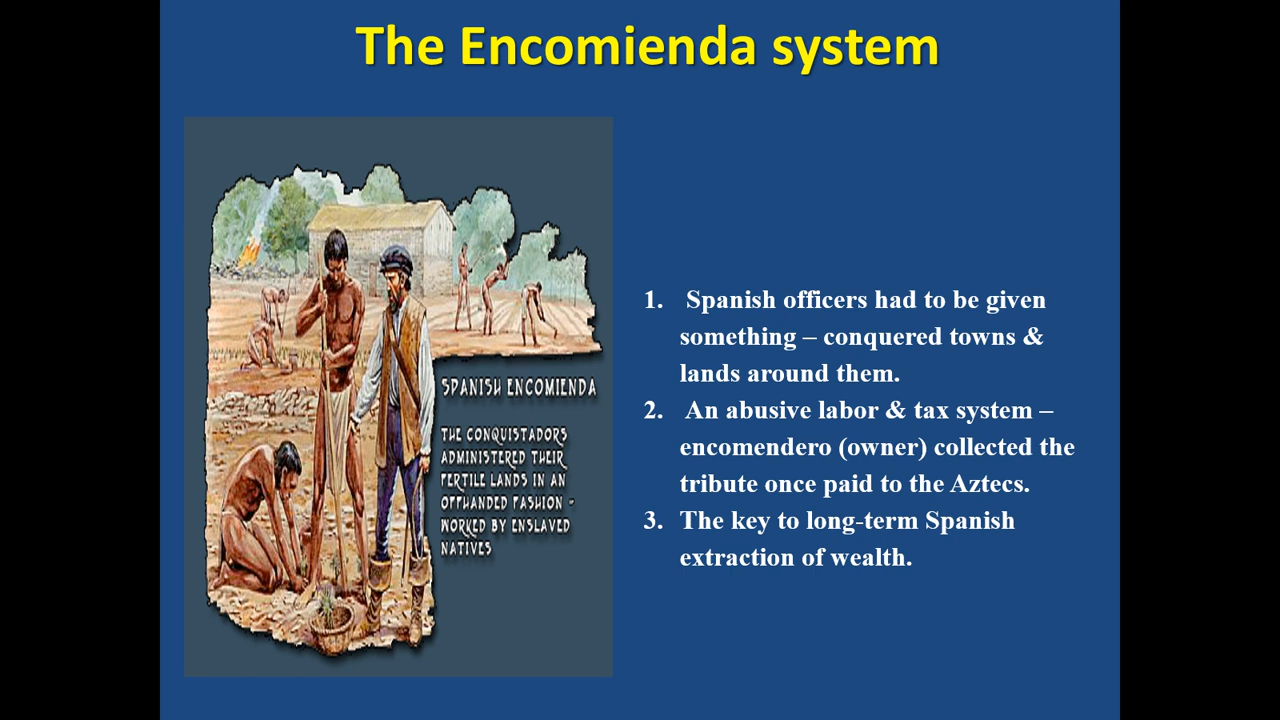 The Encomienda system
SPANISH ENCOMIENDA
THE CONQUISTADORS
ADMINISTERED THEIR
FERTILE LANDS IN AN
OFFHANDED FASHION -
WORKED BY ENSLAVED
NATIVES
1. Spanish officers had to be given
something – conquered towns &
lands around them.
2. An abusive labor & tax system –
encomendero (owner) collected the
tribute once paid to the Aztecs.
3. The key to long-term Spanish
extraction of wealth.